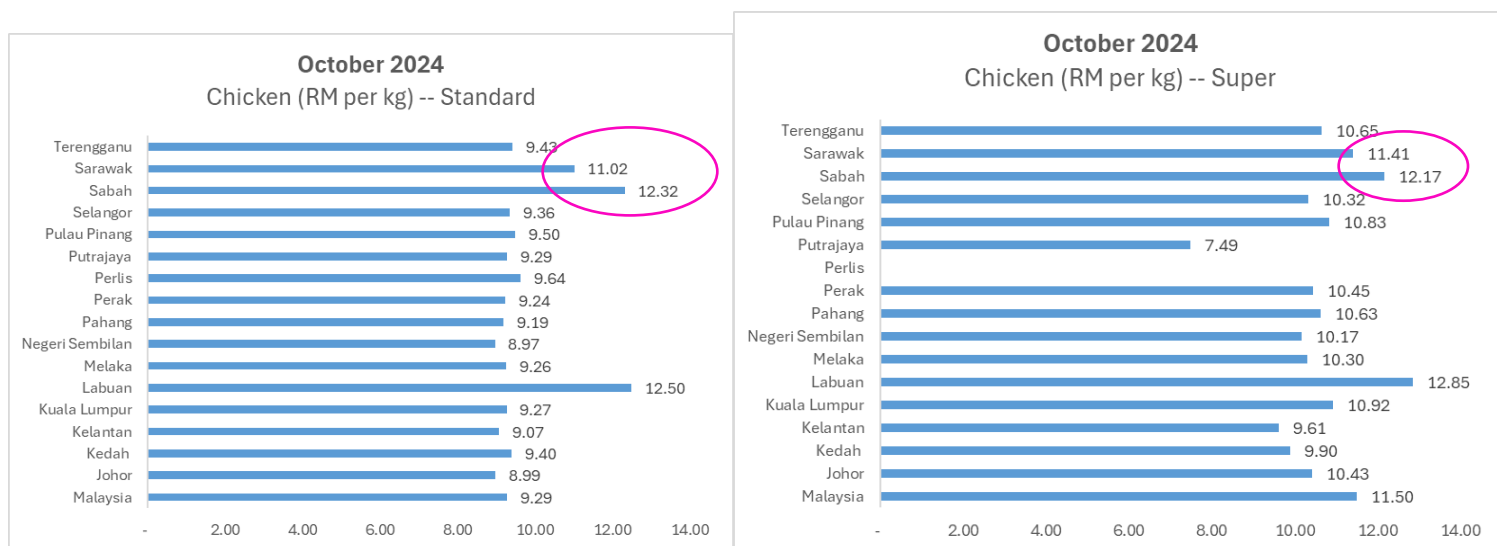 October 2024
Chicken (RM per kg) -- Standard
Terengganu 9.43
Sarawak 11.02
Sabah 12.32
Selangor 9.36
Pulau Pinang 9.50
Putrajaya 9.29
Perlis 9.64
Perak 9.24
Pahang 9.19
Negeri Sembilan 8.97
Melaka 9.26
Labuan 12.50
Kuala Lumpur 9.27
Kelantan 9.07
Kedah 9.40
Johor 8.99
Malaysia 9.29
- 2.00 4.00 6.00 8.00 10.00 12.00 14.00
October 2024
Chicken (RM per kg) -- Super
Terengganu 10.65
Sarawak 11.41
Sabah 12.17
Selangor 10.32
Pulau Pinang 10.83
Putrajaya 7.49
Perlis
Perak 10.45
Pahang 10.63
Negeri Sembilan 10.17
Melaka 10.30
Labuan 12.85
Kuala Lumpur 10.92
Kelantan 9.61
Kedah 9.90
Johor 10.43
Malaysia 11.50
- 2.00 4.00 6.00 8.00 10.00 12.00 14.00